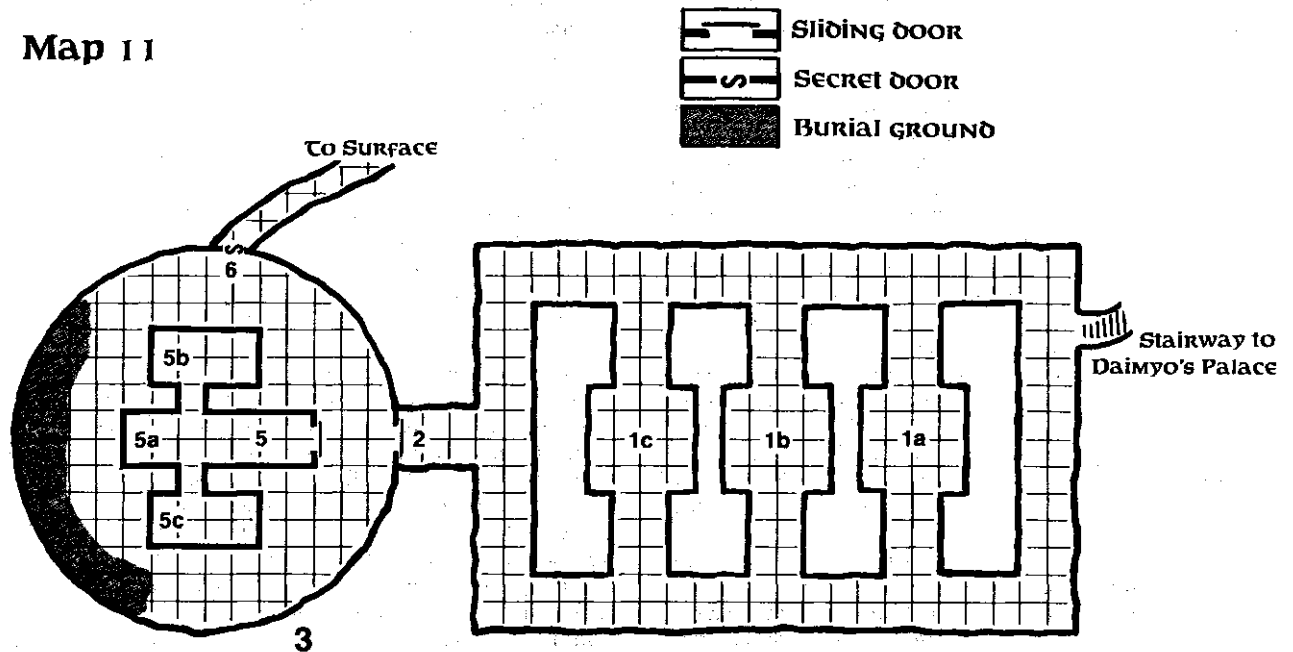 Map 11
Sliding door
Secret door
Burial ground
To Surface
S
6
5b
5a
5
5c
2
1c
1b
1a
Stairway to
Daimyo's Palace
3